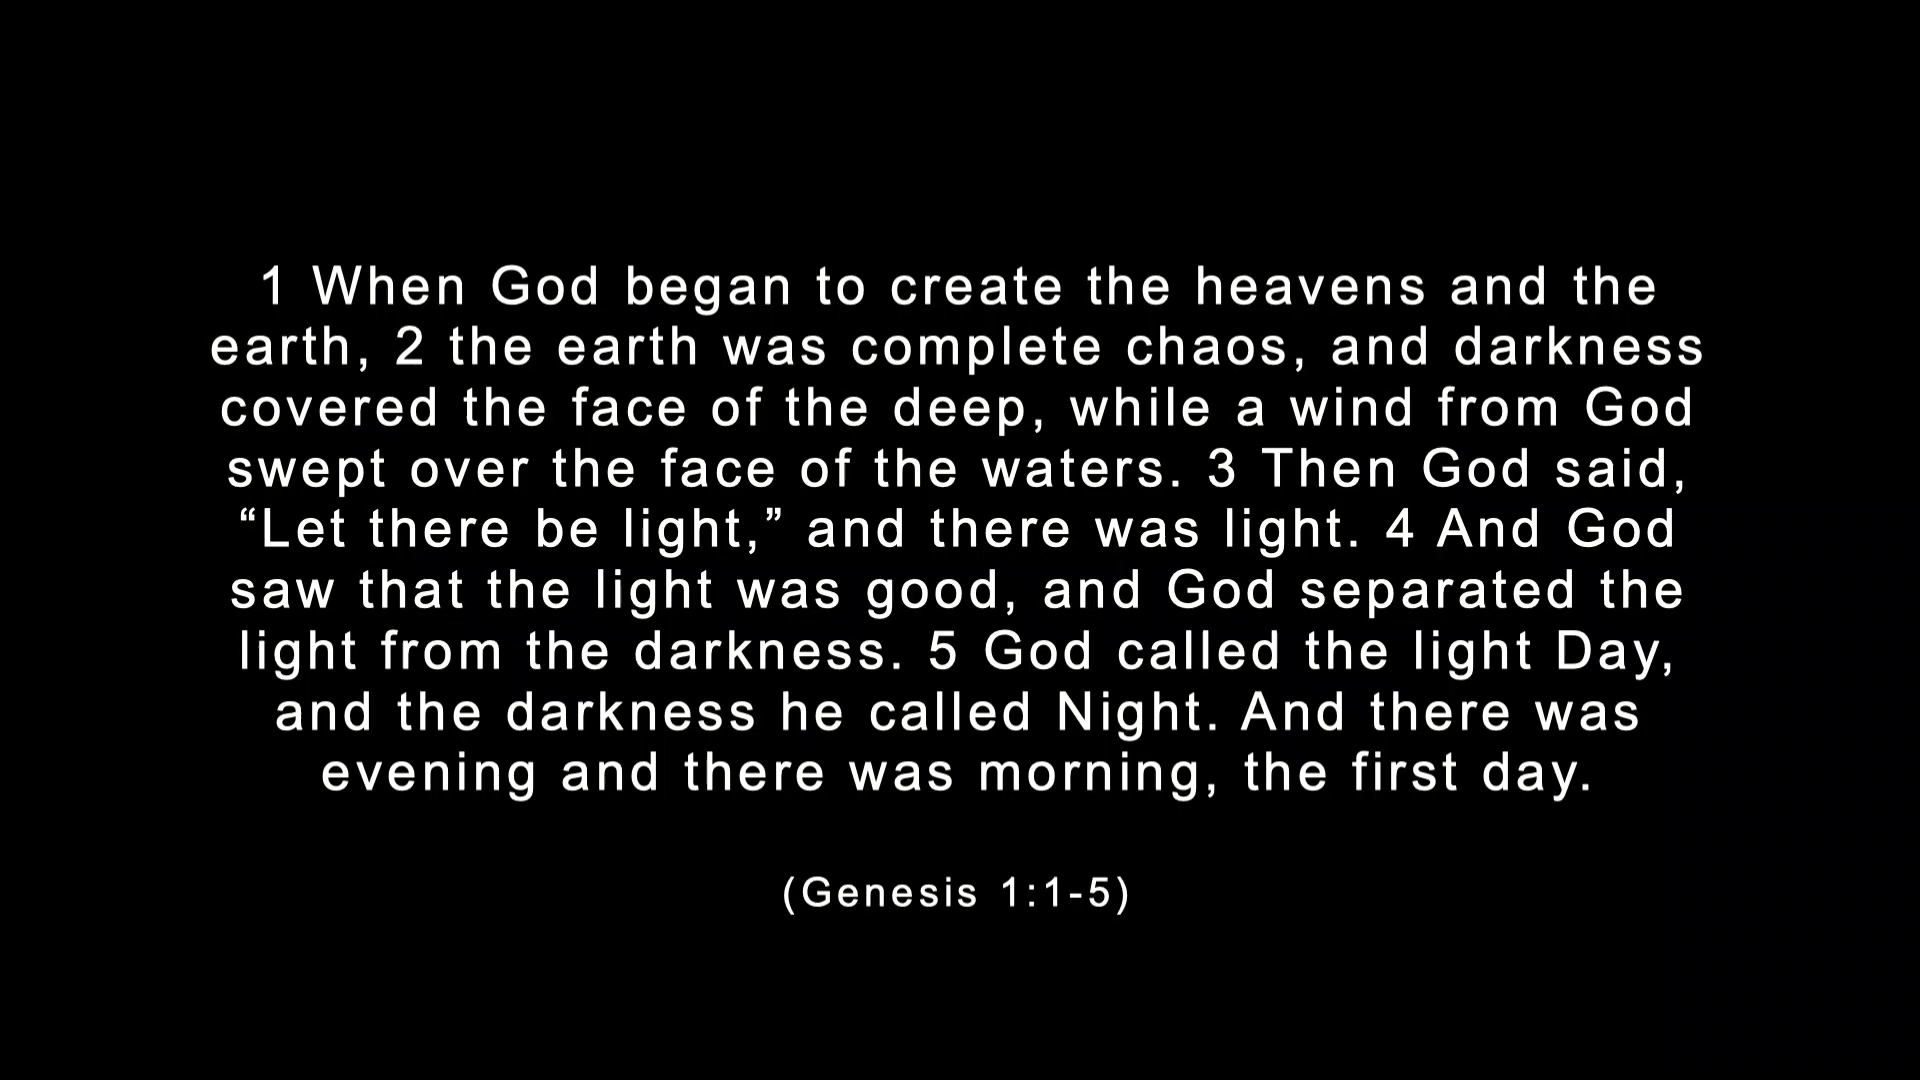 1 When God began to create the heavens and the
earth, 2 the earth was complete chaos, and darkness
covered the face of the deep, while a wind from God
swept over the face of the waters. 3 Then God said,
“Let there be light,” and there was light. 4 And God
saw that the light was good, and God separated the
light from the darkness. 5 God called the light Day,
and the darkness he called Night. And there was
evening and there was morning, the first day.
(Genesis 1:1-5)